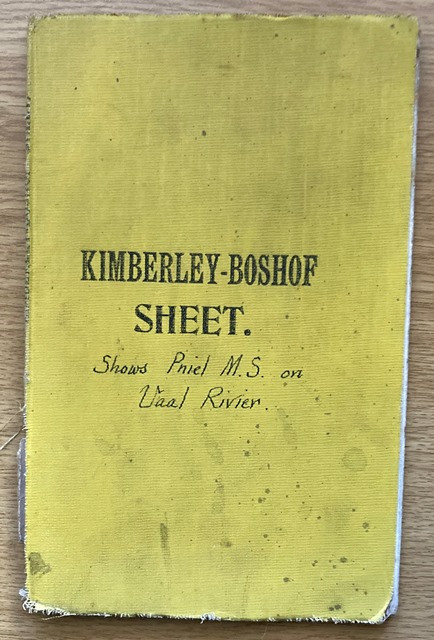 KIMBERLEY-BOSHOF
SHEET.
Shows Pniel M.S. on
Vaal Rivier.